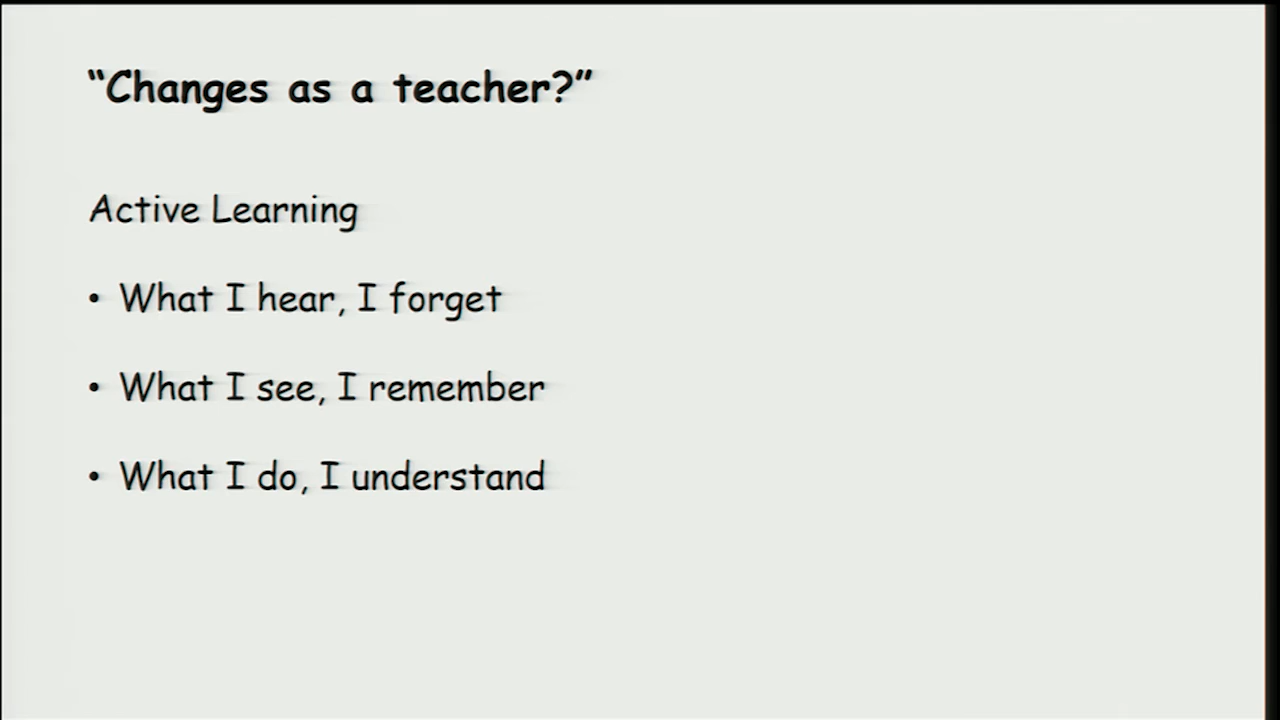 “Changes as a teacher?”
Active Learning
• What I hear, I forget
• What I see, I remember
• What I do, I understand